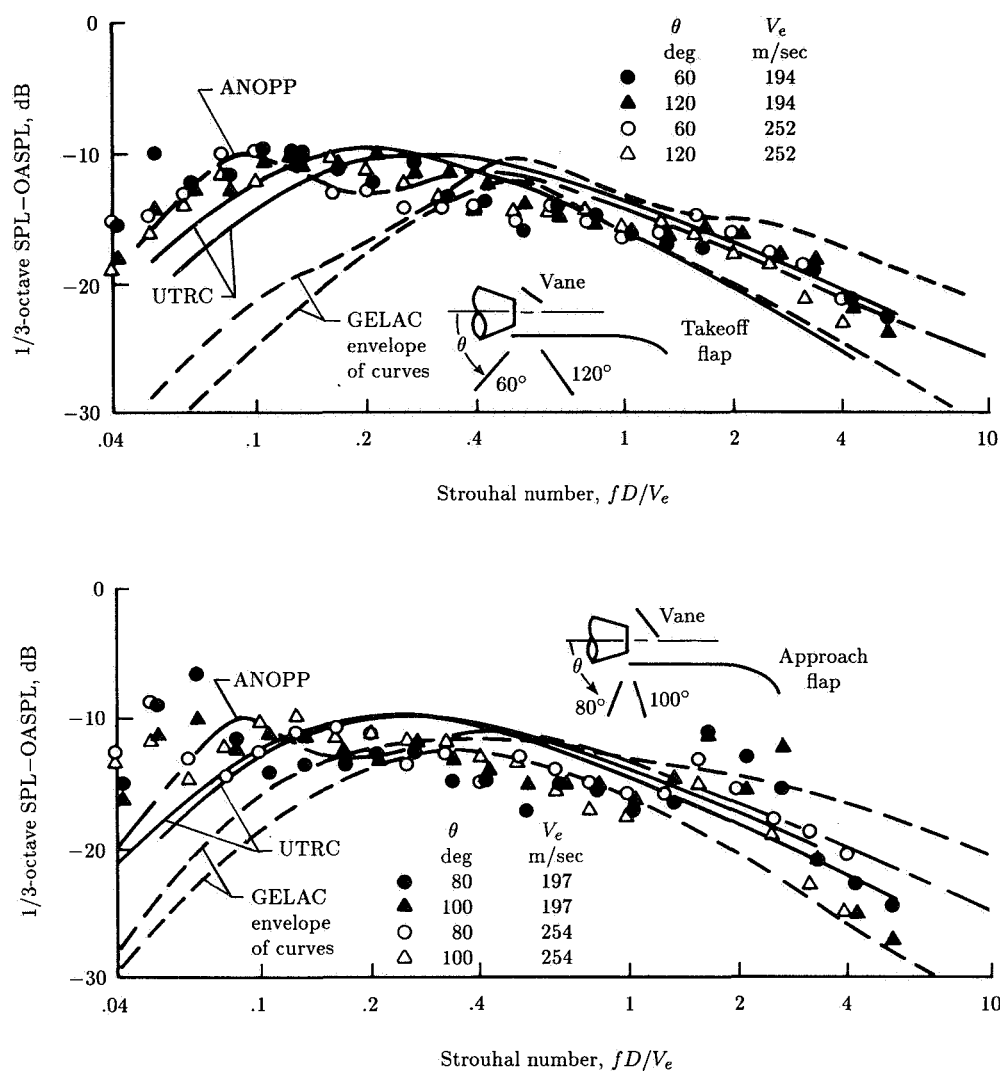 1/3-octave SPL–OASPL, dB
0
–10
–20
–30
θ V_e
deg m/sec
60 194
120 194
60 252
120 252
ANOPP
UTRC
GELAC
envelope
of curves
Vane
θ
60°
120°
Takeoff
flap
.04 .1 .2 .4 1 2 4 10
Strouhal number, fD/V_e
1/3-octave SPL–OASPL, dB
0
–10
–20
–30
Vane
θ
80°
100°
Approach
flap
ANOPP
UTRC
GELAC
envelope
of curves
θ V_e
deg m/sec
80 197
100 197
80 254
100 254
.04 .1 .2 .4 1 2 4 10
Strouhal number, fD/V_e